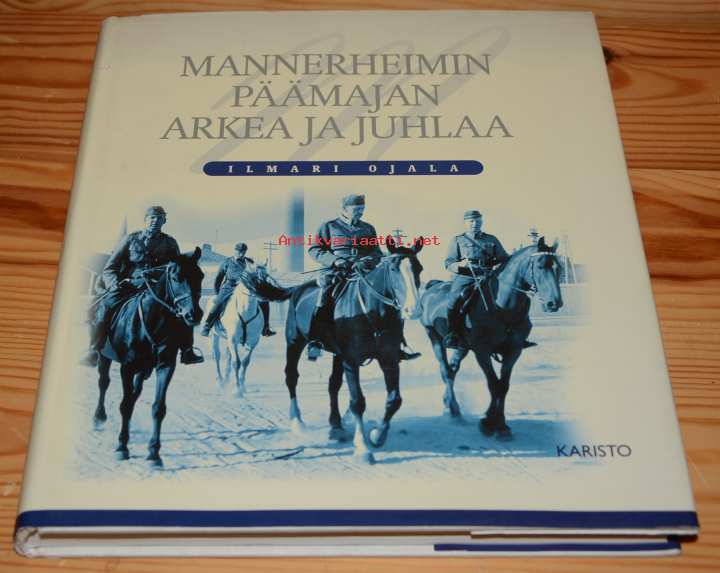 MANNERHEIMIN
PÄÄMAJAN
ARKEA JA JUHLAA
ILMARI OJALA
Antikvariaatti.net
KARISTO